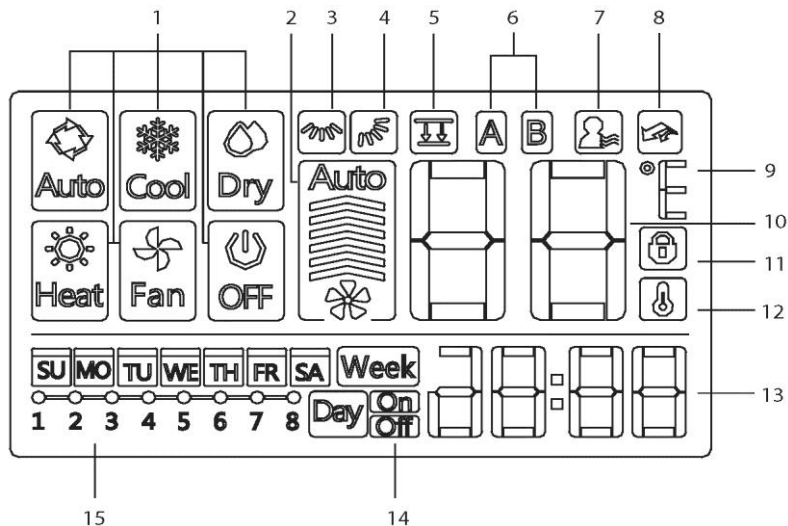 1 2 3 4 5 6 7 8
Auto Cool Dry
Auto
A B
9
10
Heat Fan OFF
11
12
SU MO TU WE TH FR SA Week
Day On
Off
13
1 2 3 4 5 6 7 8
15 14